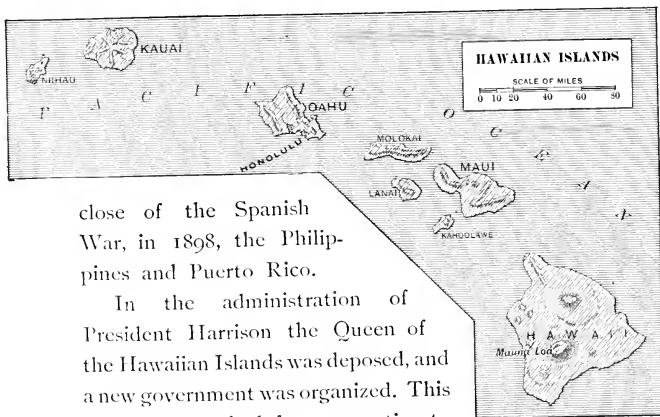 KAUAI
NIIHAU
HAWAIIAN ISLANDS
SCALE OF MILES
0 10 20 40 60 80
PACIFIC OCEAN
OAHU
HONOLULU
MOLOKAI
MAUI
LANAI
KAHOOLAWE
HAWAII
Mauna Loa
close of the Spanish
War, in 1898, the Philip-
pines and Puerto Rico.
In the administration of
President Harrison the Queen of
the Hawaiian Islands was deposed, and
a new government was organized. This